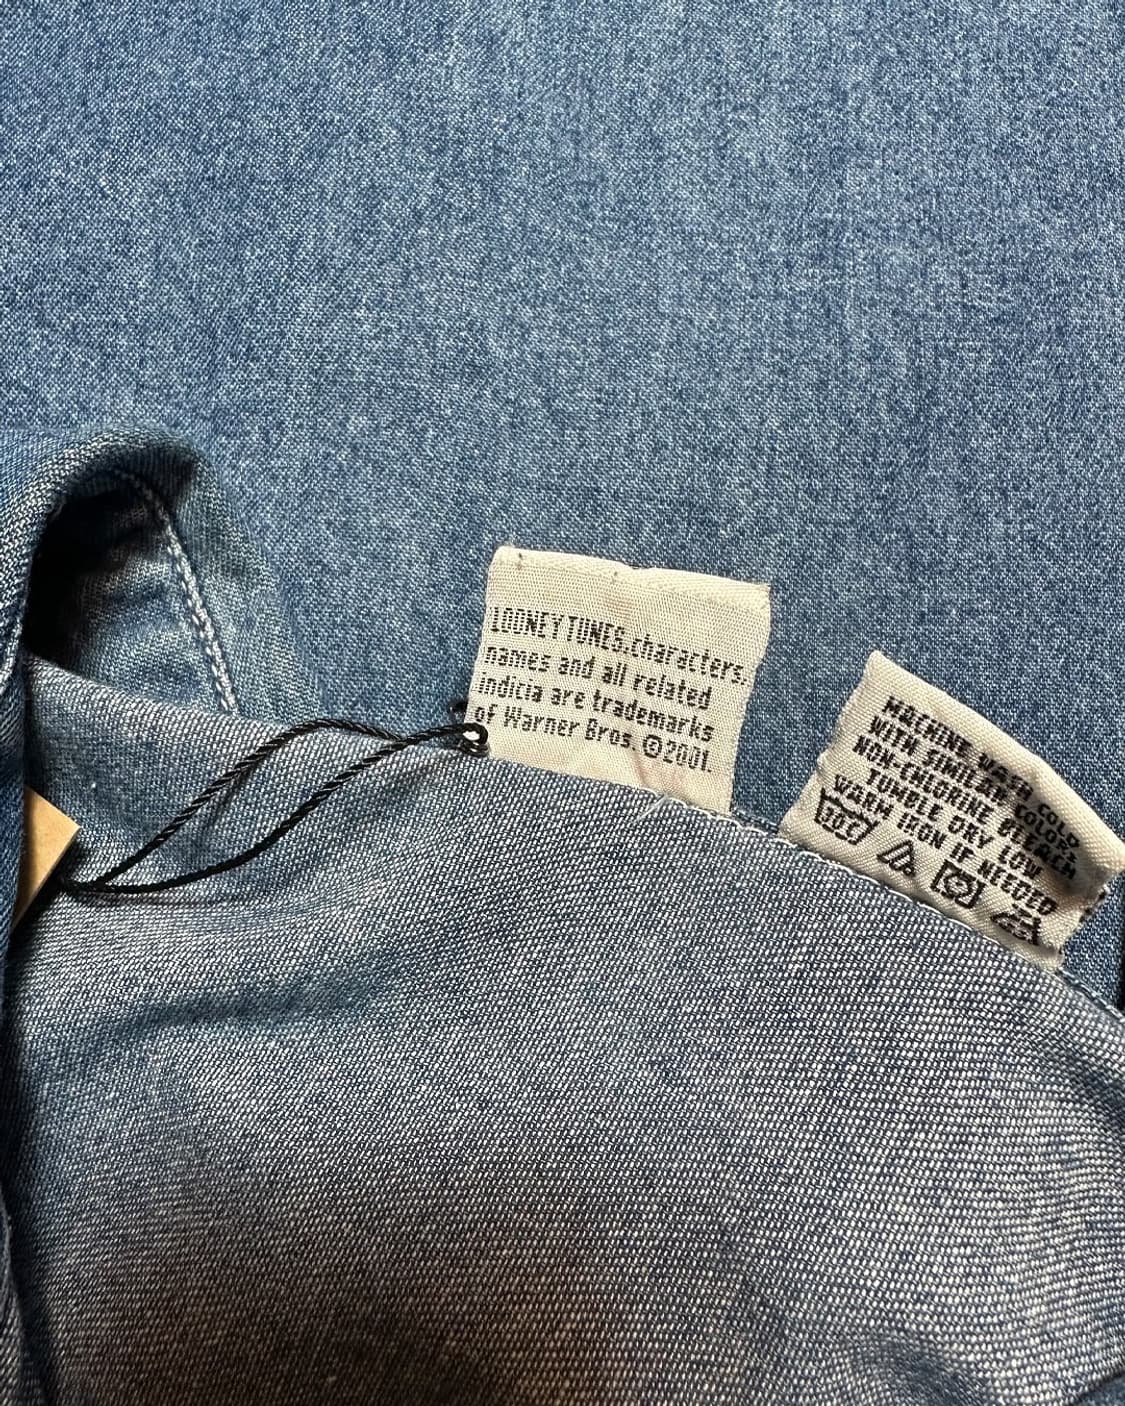 LOONEY TUNES, characters,
names and all related
indicia are trademarks
of Warner Bros. ©2001.
MACHINE WASH COLD
WITH SIMILAR COLORS
NON-CHLORINE BLEACH
TUMBLE DRY LOW
WARM IRON IF NEEDED
30C